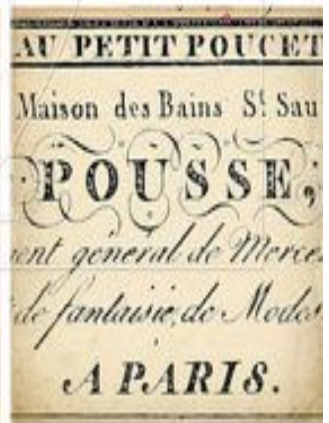 AU PETIT POUCET
Maison des Bains St Sau
POUSSE,
ent général de Merce
de fantaisie, de Modes
A PARIS.